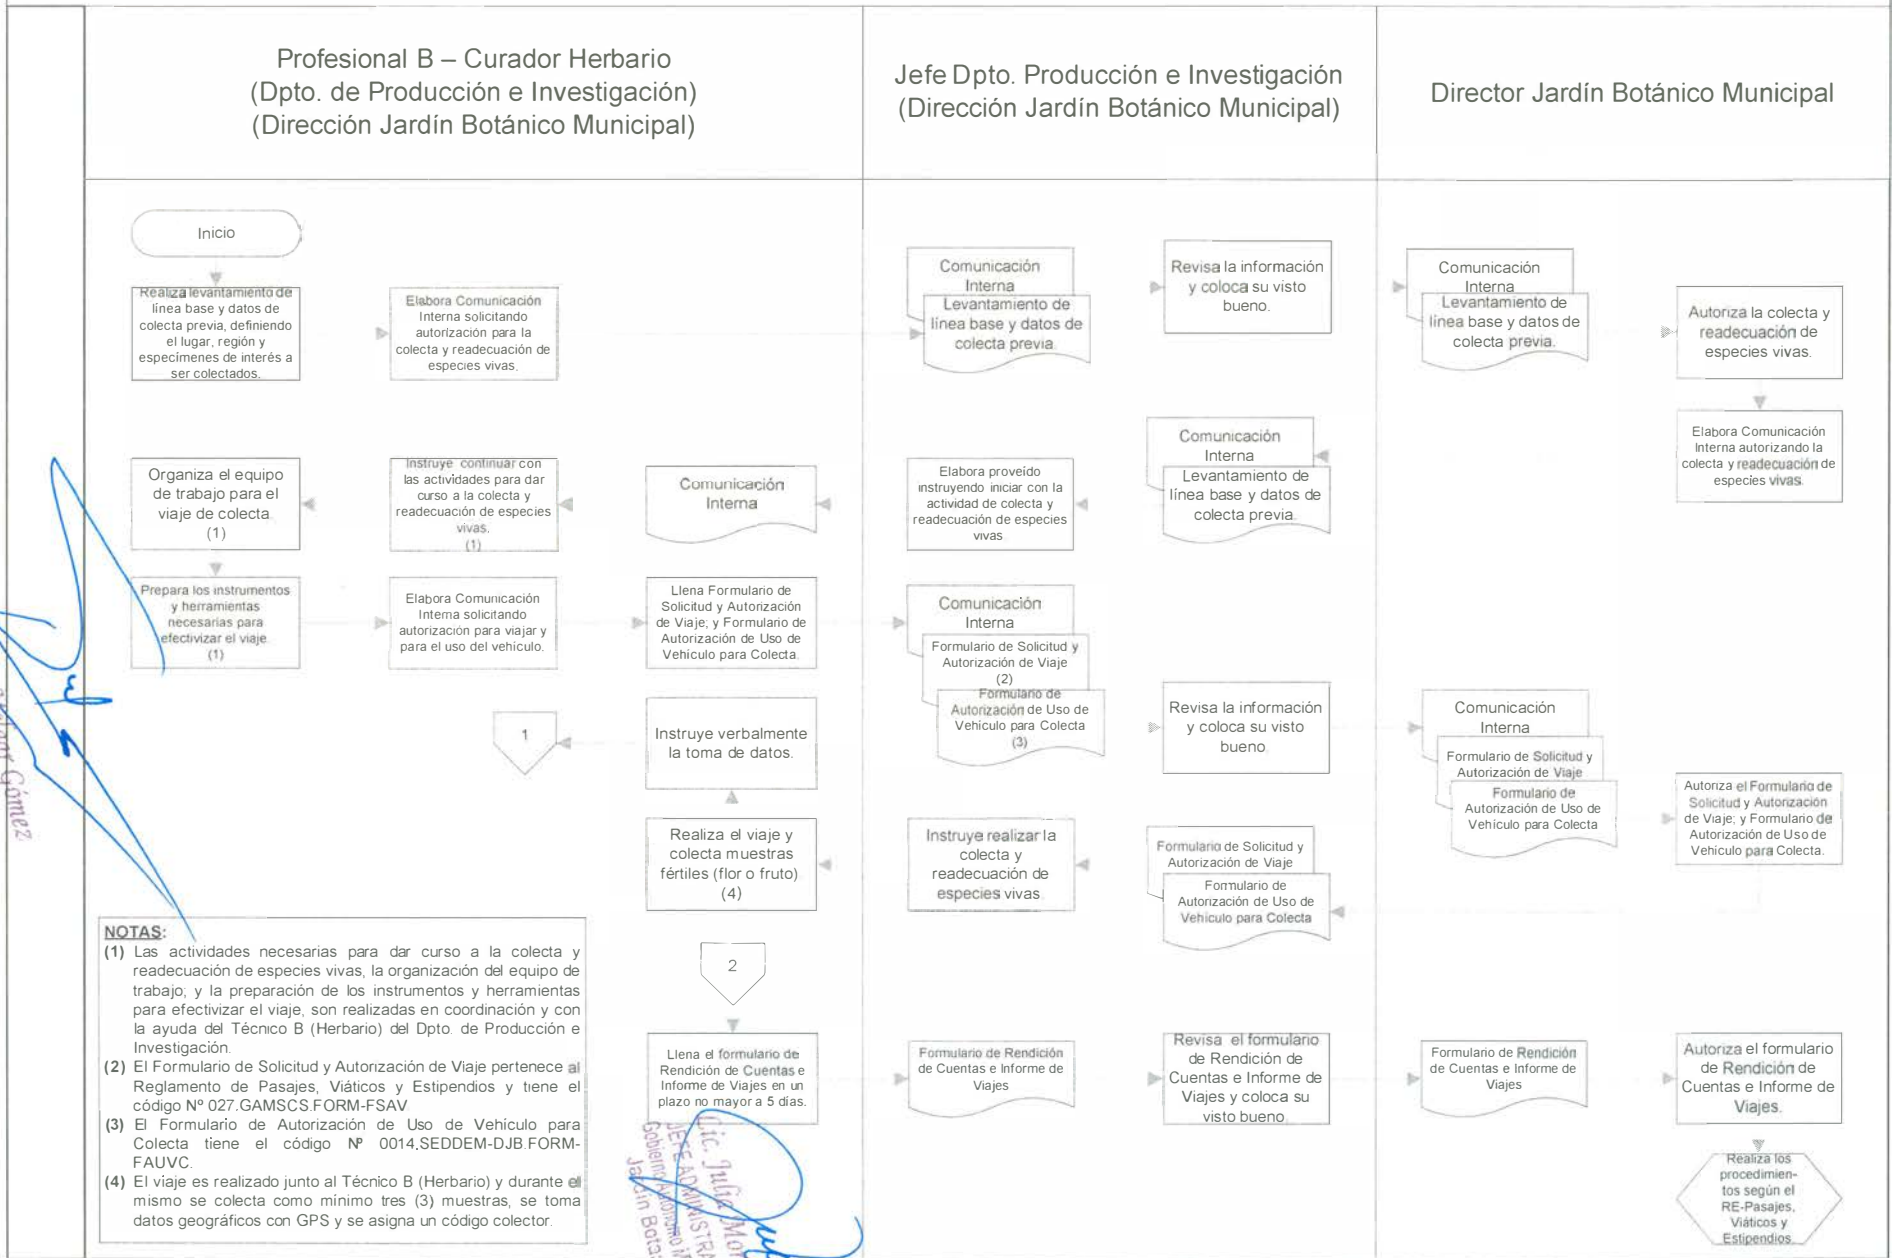 Profesional B – Curador Herbario
(Dpto. de Producción e Investigación)
(Dirección Jardín Botánico Municipal)
Jefe Dpto. Producción e Investigación
(Dirección Jardín Botánico Municipal)
Director Jardín Botánico Municipal
Inicio
Realiza levantamiento de
línea base y datos de
colecta previa, definiendo
el lugar, región y
especímenes de interés a
ser colectados.
Elabora Comunicación
Interna solicitando
autorización para la
colecta y readecuación de
especies vivas.
Comunicación
Interna
Levantamiento de
línea base y datos de
colecta previa.
Revisa la información
y coloca su visto
bueno.
Comunicación
Interna
Levantamiento de
línea base y datos de
colecta previa.
Autoriza la colecta y
readecuación de
especies vivas.
Elabora Comunicación
Interna autorizando la
colecta y readecuación de
especies vivas.
Comunicación
Interna
Levantamiento de
línea base y datos de
colecta previa.
Elabora proveído
instruyendo iniciar con la
actividad de colecta y
readecuación de especies
vivas
Comunicación
Interna
Instruye continuar con
las actividades para dar
curso a la colecta y
readecuación de especies
vivas.
(1)
Organiza el equipo
de trabajo para el
viaje de colecta
(1)
Prepara los instrumentos
y herramientas
necesarias para
efectivizar el viaje.
(1)
Elabora Comunicación
Interna solicitando
autorización para viajar y
para el uso del vehículo.
Llena Formulario de
Solicitud y Autorización
de Viaje; y Formulario de
Autorización de Uso de
Vehículo para Colecta.
Comunicación
Interna
Formulario de Solicitud y
Autorización de Viaje
(2)
Formulario de
Autorización de Uso de
Vehículo para Colecta
(3)
Revisa la información
y coloca su visto
bueno
Comunicación
Interna
Formulario de Solicitud y
Autorización de Viaje
Formulario de
Autorización de Uso de
Vehículo para Colecta
Autoriza el Formulario de
Solicitud y Autorización
de Viaje; y Formulario de
Autorización de Uso de
Vehículo para Colecta.
Formulario de Solicitud y
Autorización de Viaje
Formulario de
Autorización de Uso de
Vehículo para Colecta
Instruye realizar la
colecta y
readecuación de
especies vivas
Realiza el viaje y
colecta muestras
fértiles (flor o fruto)
(4)
Instruye verbalmente
la toma de datos.
1
2
Llena el formulario de
Rendición de Cuentas e
Informe de Viajes en un
plazo no mayor a 5 días.
Formulario de Rendición
de Cuentas e Informe de
Viajes
Revisa el formulario
de Rendición de
Cuentas e Informe de
Viajes y coloca su
visto bueno
Formulario de Rendición
de Cuentas e Informe de
Viajes
Autoriza el formulario
de Rendición de
Cuentas e Informe de
Viajes.
Realiza los
procedimien-
tos según el
RE-Pasajes,
Viáticos y
Estipendios
NOTAS:
(1) Las actividades necesarias para dar curso a la colecta y
readecuación de especies vivas, la organización del equipo de
trabajo; y la preparación de los instrumentos y herramientas
para efectivizar el viaje, son realizadas en coordinación y con
la ayuda del Técnico B (Herbario) del Dpto. de Producción e
Investigación.
(2) El Formulario de Solicitud y Autorización de Viaje pertenece al
Reglamento de Pasajes, Viáticos y Estipendios y tiene el
código Nº 027.GAMSCS.FORM-FSAV.
(3) El Formulario de Autorización de Uso de Vehículo para
Colecta tiene el código Nº 0014.SEDDEM-DJB.FORM-
FAUVC.
(4) El viaje es realizado junto al Técnico B (Herbario) y durante el
mismo se colecta como mínimo tres (3) muestras, se toma
datos geográficos con GPS y se asigna un código colector.
Gómez
Lic. Julia
JEFE ADMINISTRA
Gobierno Autónomo
Jardín